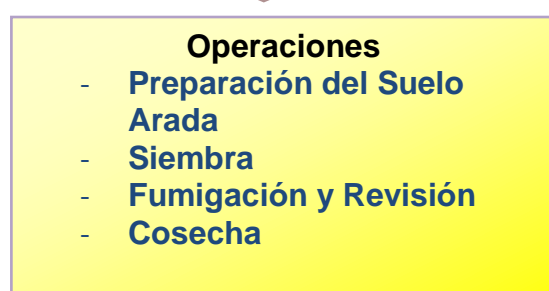 Operaciones
- Preparación del Suelo
Arada
- Siembra
- Fumigación y Revisión
- Cosecha